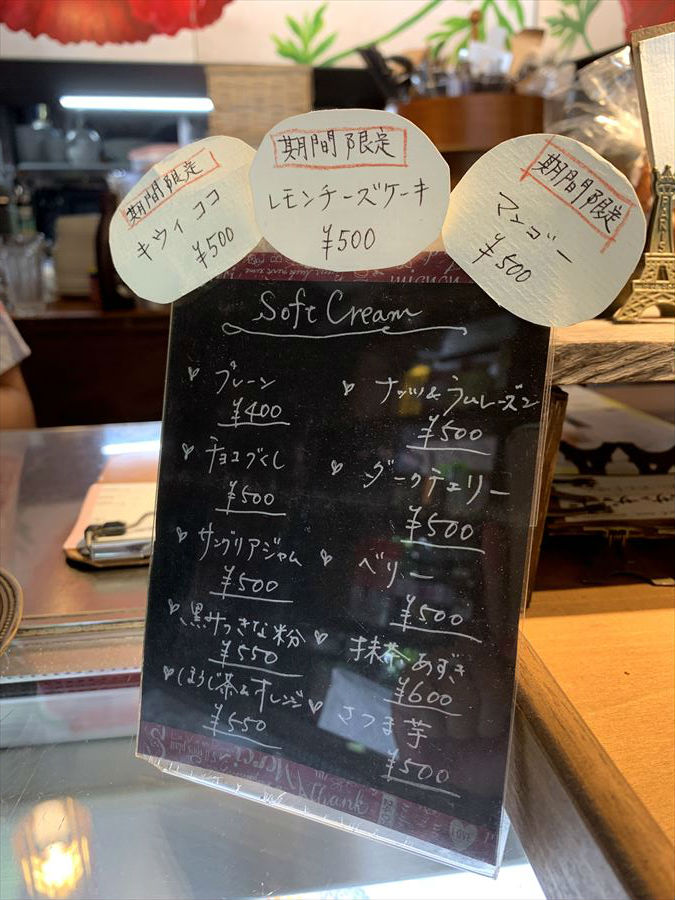 期間限定
キウイ ココ
¥500
期間限定
レモンチーズケーキ
¥500
期間限定
マンゴー
¥500
Soft Cream
プレーン
¥400
チョコづくし
¥500
サングリアジャム
¥500
黒みつきな粉
¥550
ほうじ茶&オレンジ
¥550
ナッツ&ラムレーズン
¥500
ダークチェリー
¥500
ベリー
¥500
抹茶あずき
¥600
さつま芋
¥500
Merci
Thank